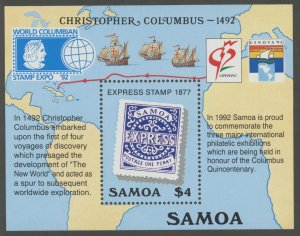 CHRISTOPHER COLUMBUS - 1492
WORLD COLUMBIAN
STAMP EXPO '92
GENOVA '92
EXPRESS STAMP 1877
SAMOA
EXPRESS
POSTAGE ONE PENNY
In 1492 Christopher
Columbus embarked
upon the first of four
voyages of discovery
which presaged the
development of "The
New World" and acted
as a spur to subsequent
worldwide exploration.
In 1992 Samoa is proud to
commemorate the three
major international
philatelic exhibitions
which are being held in
honour of the Columbus
Quincentenary.
SAMOA $4
SAMOA